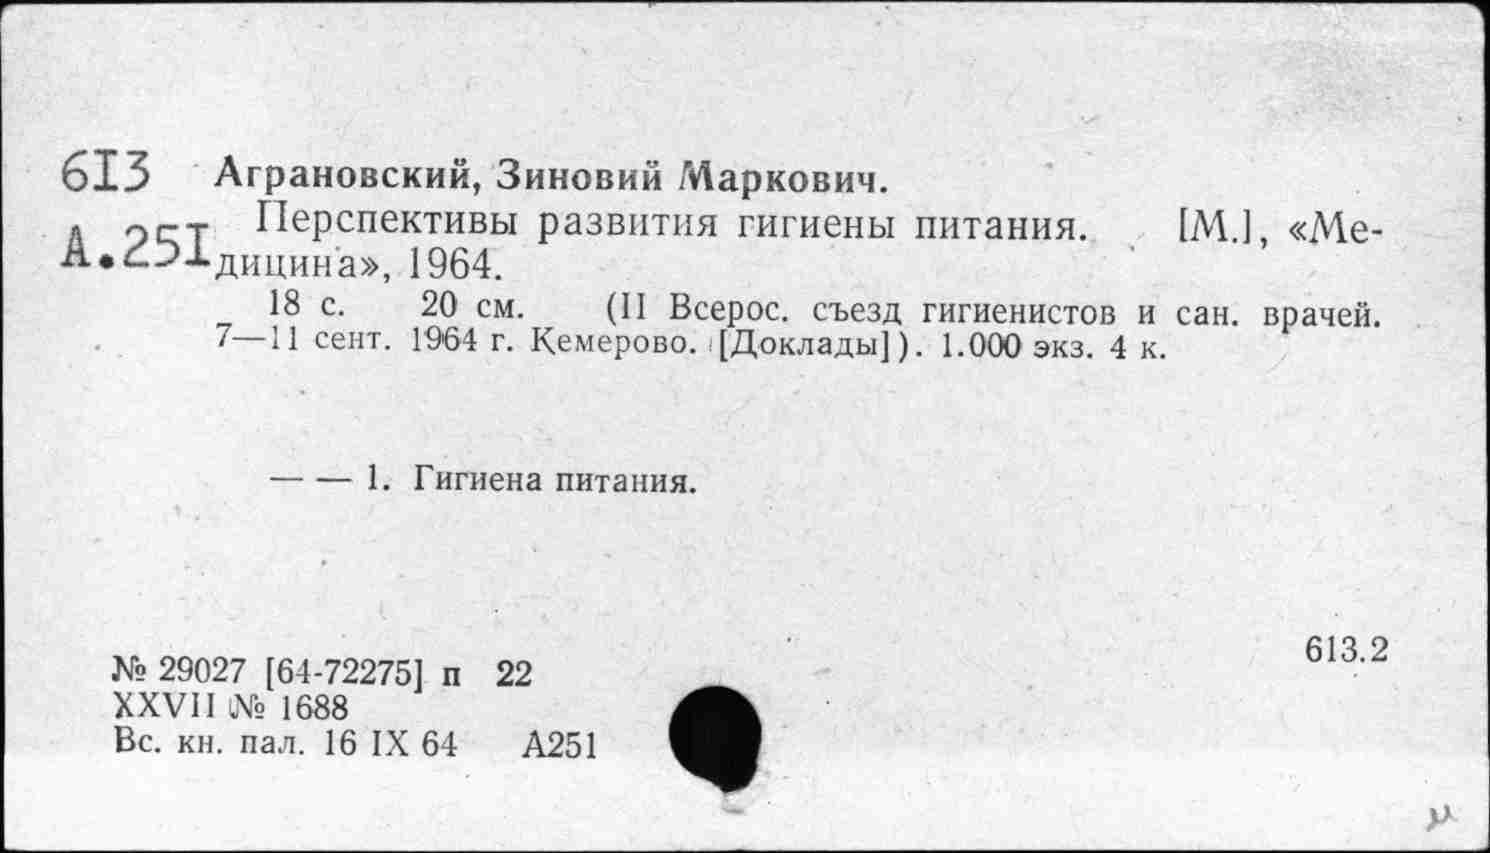 613 Аграновский, Зиновий Маркович.
А.251 Перспективы развития гигиены питания. [М.], «Ме-
дицина», 1964.
18 с. 20 см. (II Всерос. съезд гигиенистов и сан. врачей.
7—11 сент. 1964 г. Кемерово. [Доклады]). 1.000 экз. 4 к.
— — 1. Гигиена питания.
613.2
№ 29027 [64-72275] п 22
XXVII № 1688
Вс. кн. пал. 16 IX 64 А251